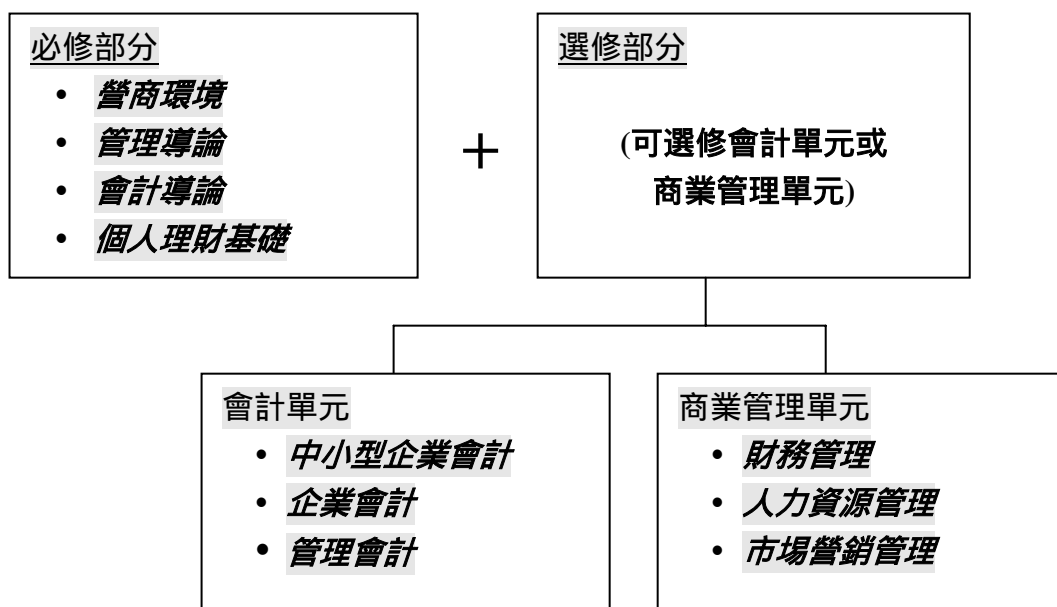 必修部分
• 營商環境
• 管理導論
• 會計導論
• 個人理財基礎
+
選修部分
(可選修會計單元或
商業管理單元)
會計單元
• 中小型企業會計
• 企業會計
• 管理會計
商業管理單元
• 財務管理
• 人力資源管理
• 市場營銷管理